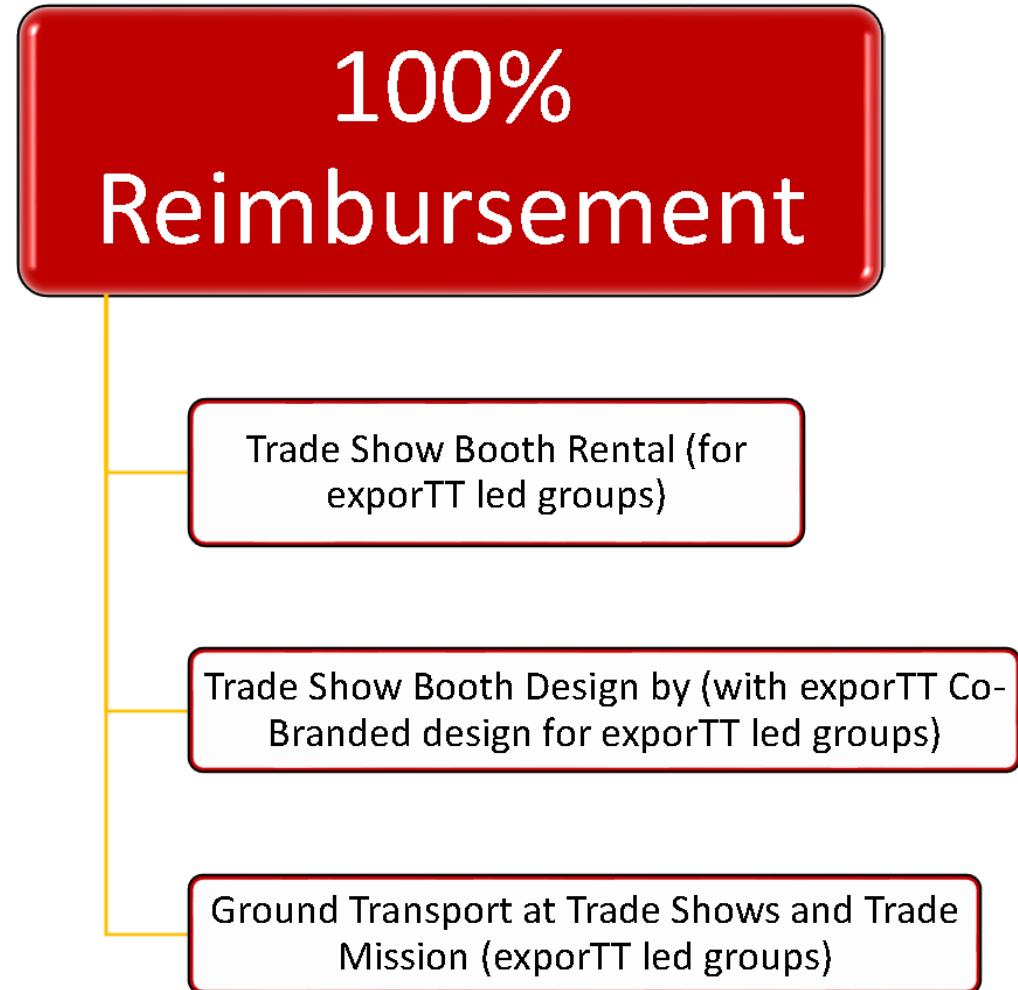 100%
Reimbursement
Trade Show Booth Rental (for
exporTT led groups)
Trade Show Booth Design by (with exporTT Co-
Branded design for exporTT led groups)
Ground Transport at Trade Shows and Trade
Mission (exporTT led groups)